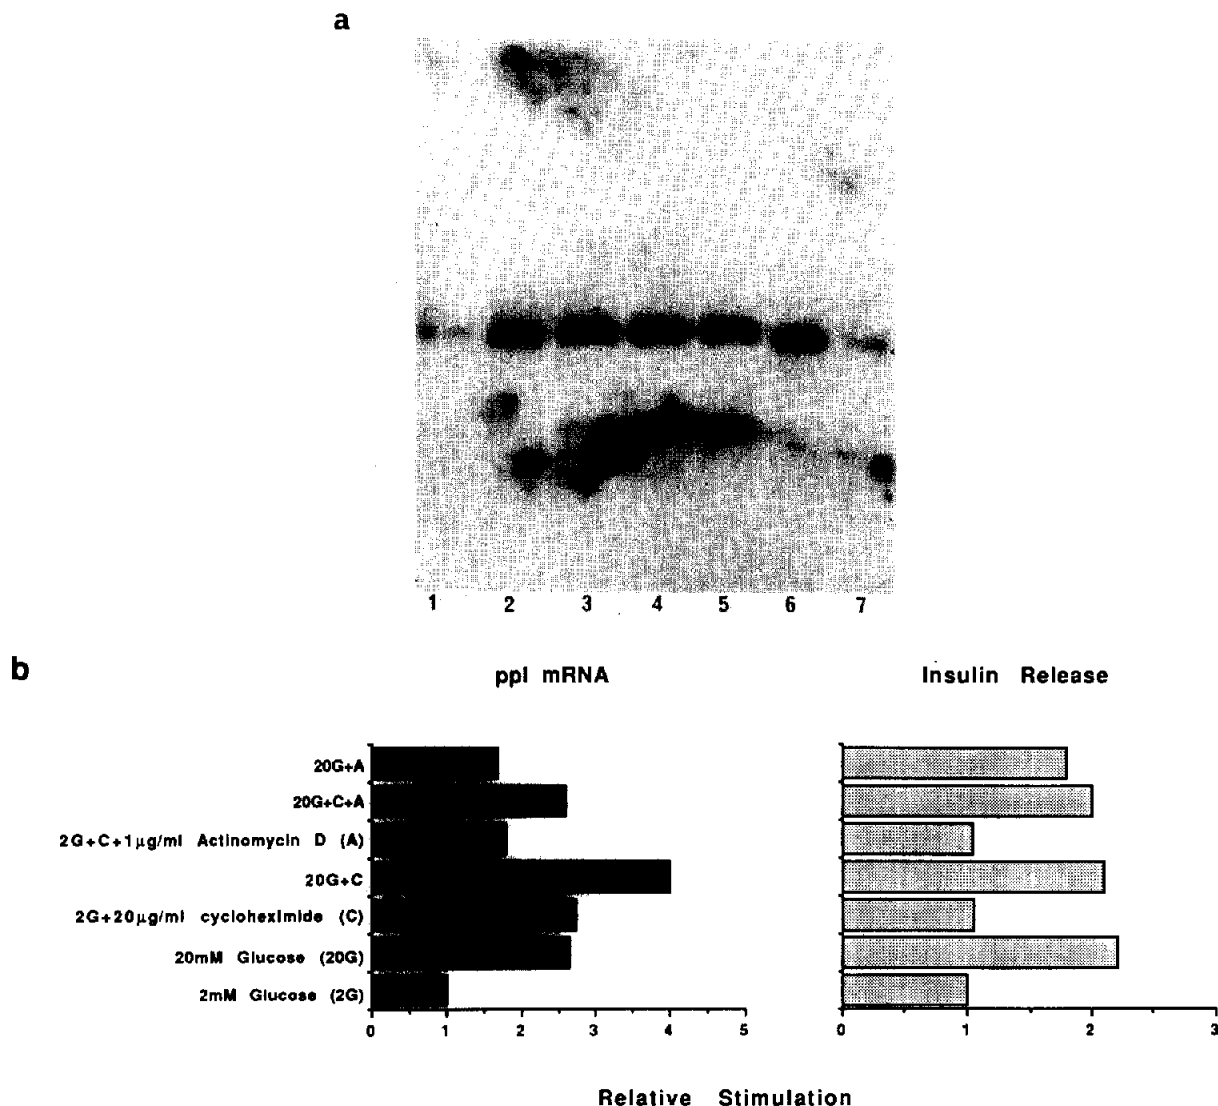 a
1 2 3 4 5 6 7
b
ppI mRNA
Insulin Release
20G+A
20G+C+A
2G+C+1µg/ml Actinomycin D (A)
20G+C
2G+20µg/ml cycloheximide (C)
20mM Glucose (20G)
2mM Glucose (2G)
0 1 2 3 4 5
0 1 2 3
Relative Stimulation